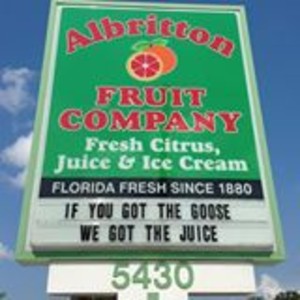 Albritton
FRUIT
COMPANY
Fresh Citrus,
Juice & Ice Cream
FLORIDA FRESH SINCE 1880
IF YOU GOT THE GOOSE
WE GOT THE JUICE
5430